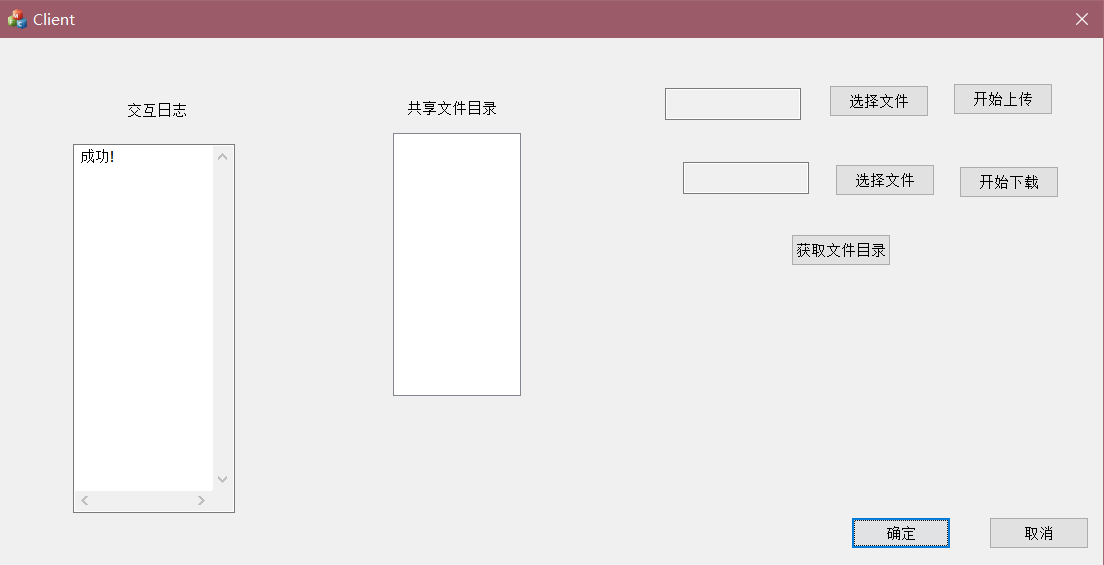 Client
交互日志
成功!
共享文件目录
选择文件
开始上传
选择文件
开始下载
获取文件目录
确定
取消